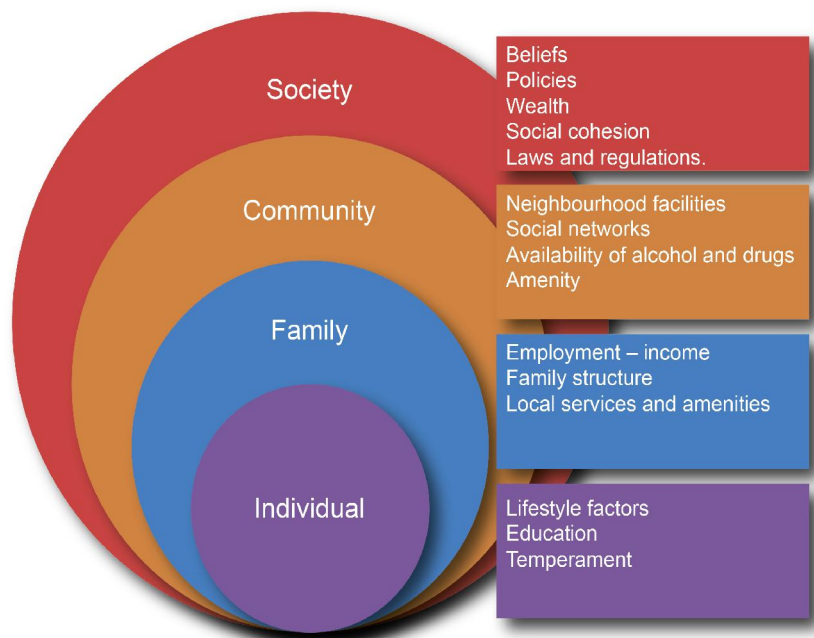 Society
Beliefs
Policies
Wealth
Social cohesion
Laws and regulations.
Community
Neighbourhood facilities
Social networks
Availability of alcohol and drugs
Amenity
Family
Employment – income
Family structure
Local services and amenities
Individual
Lifestyle factors
Education
Temperament